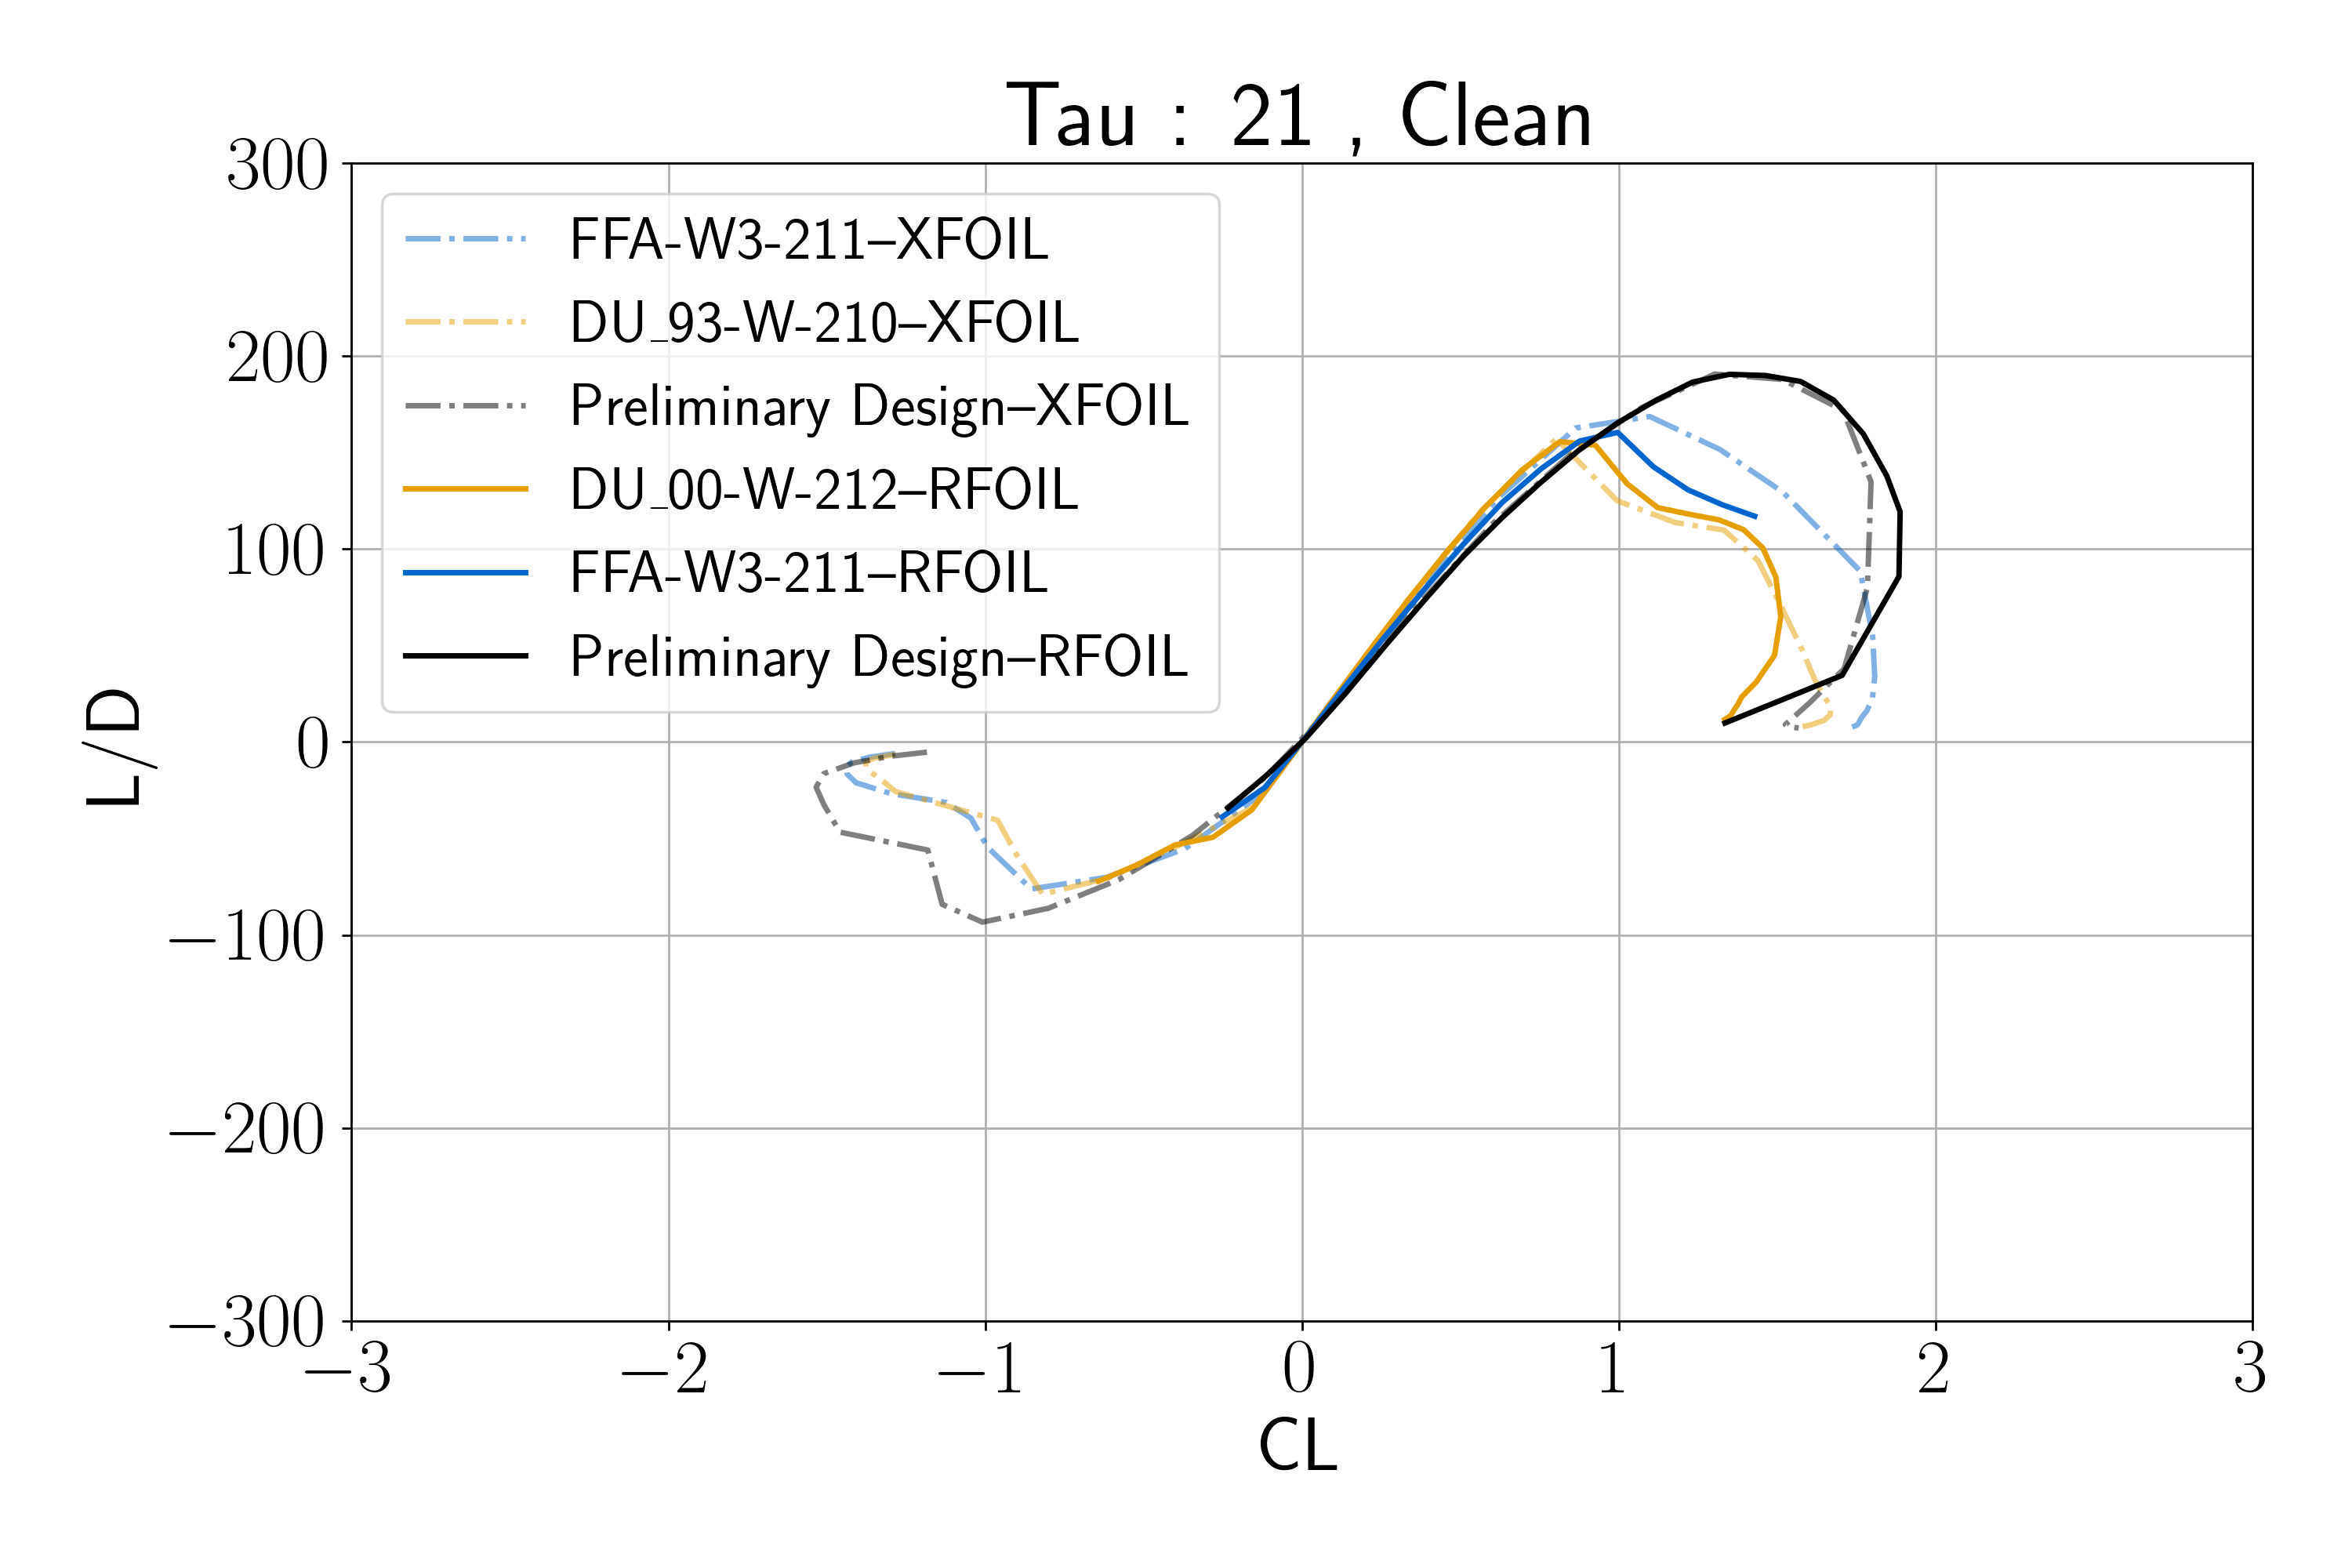 Tau : 21 , Clean
300
200
100
0
−100
−200
−300
L/D
FFA-W3-211–XFOIL
DU_93-W-210–XFOIL
Preliminary Design–XFOIL
DU_00-W-212–RFOIL
FFA-W3-211–RFOIL
Preliminary Design–RFOIL
−3 −2 −1 0 1 2 3
CL